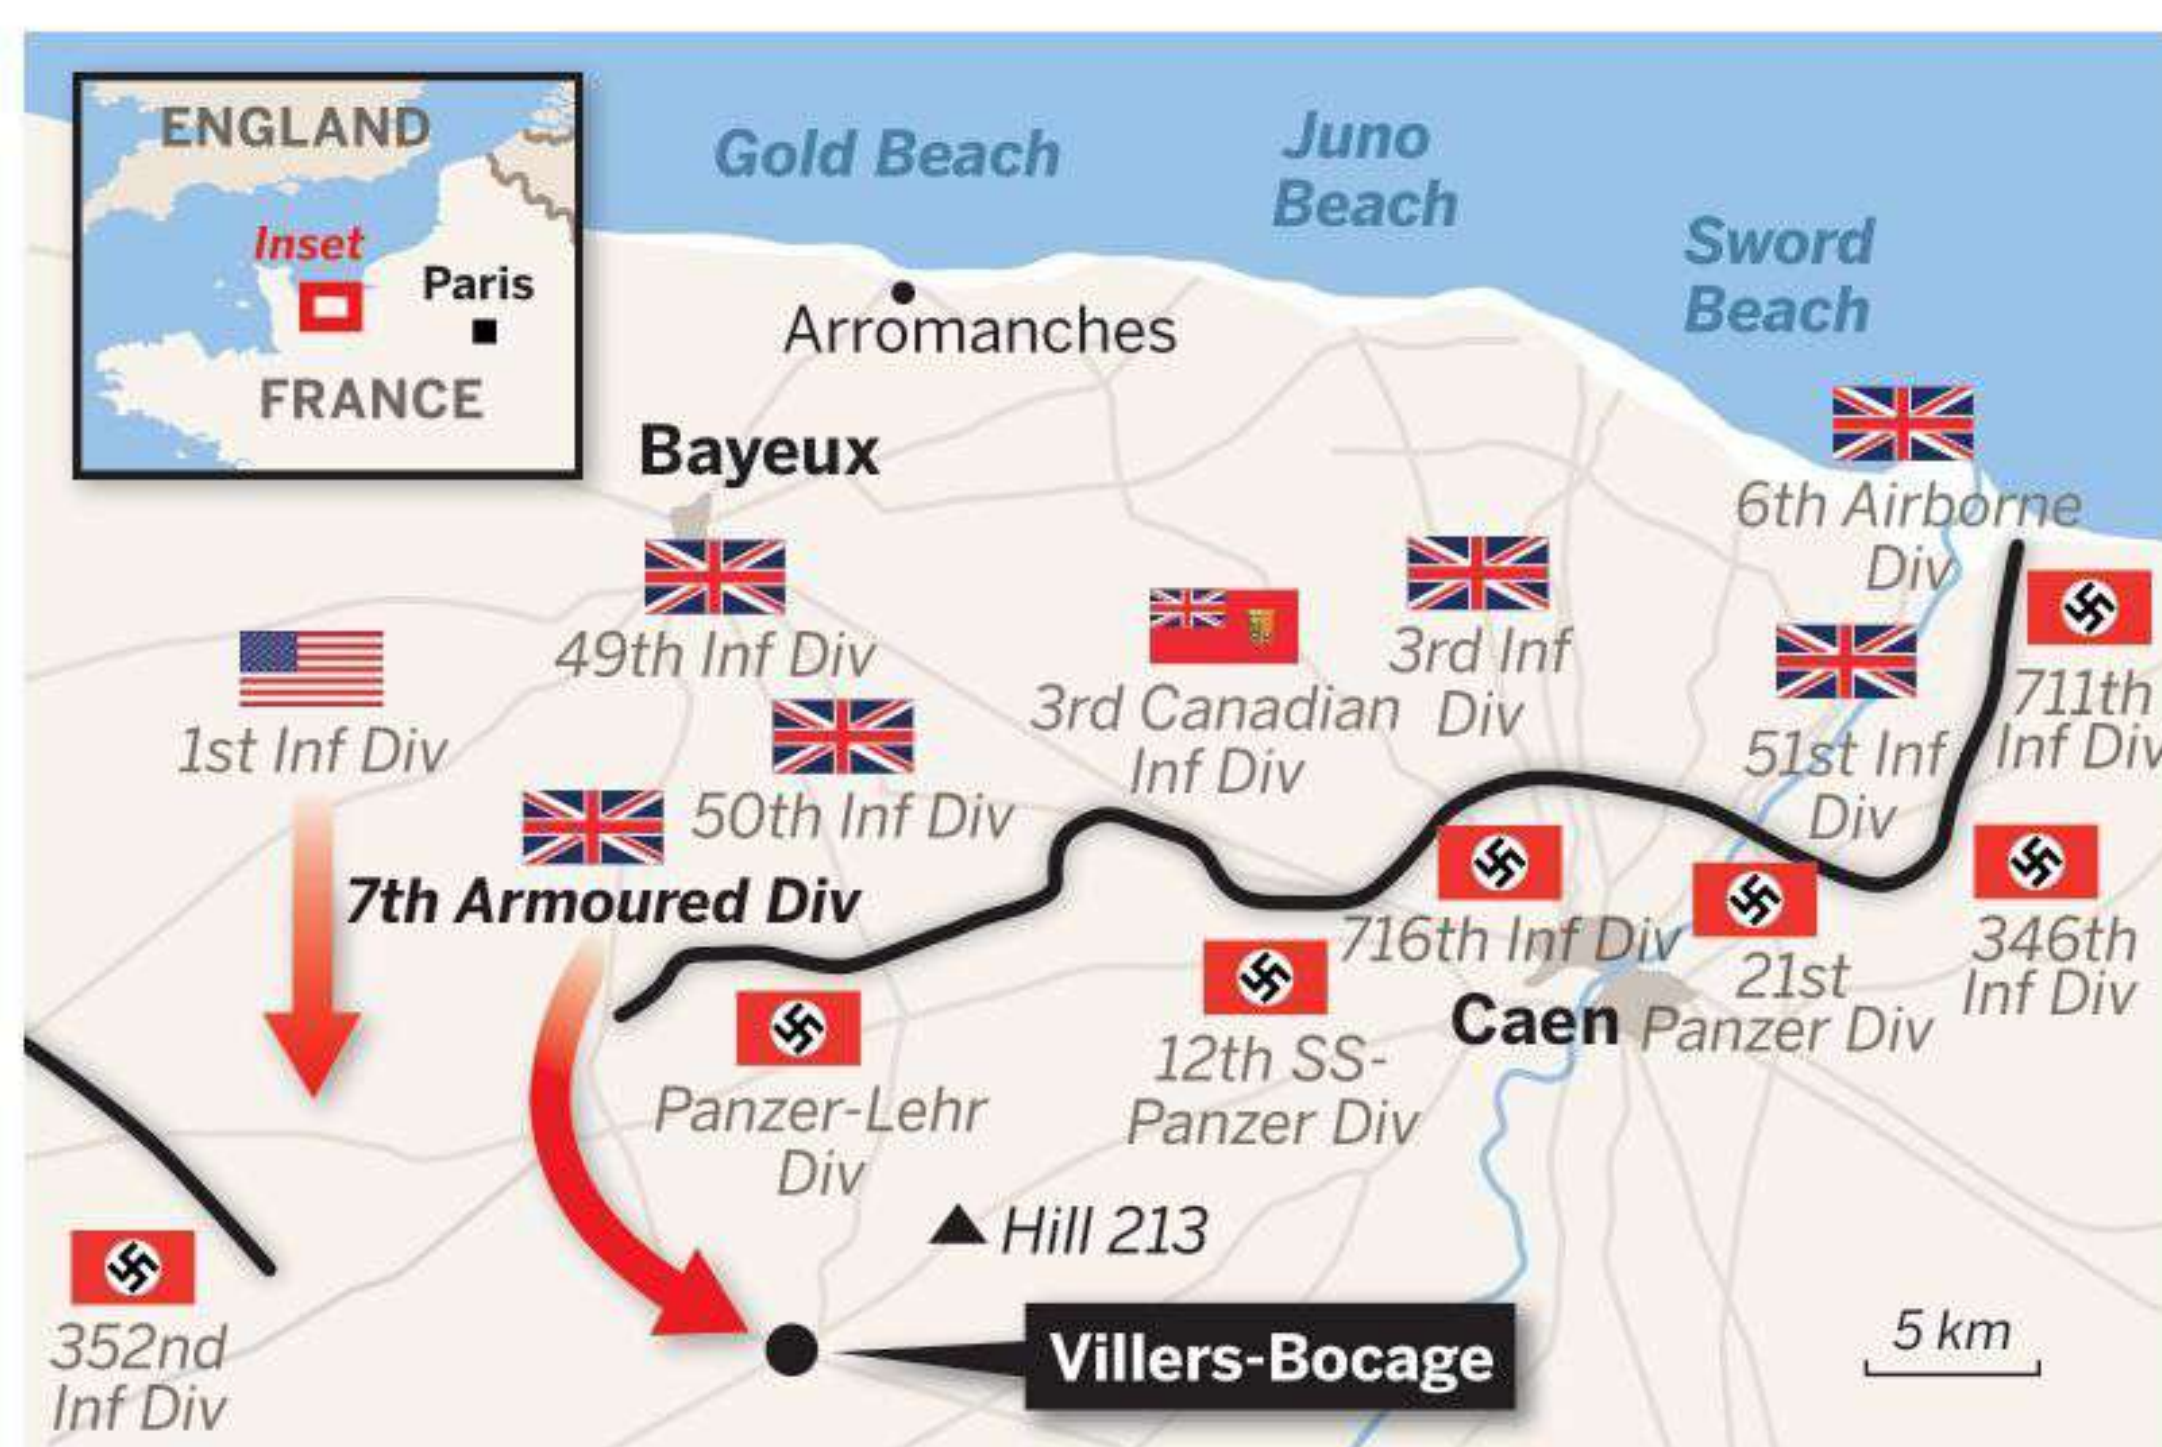 ENGLAND
Inset
Paris
FRANCE
Gold Beach
Juno
Beach
Sword
Beach
Arromanches
Bayeux
6th Airborne
Div
49th Inf Div
3rd Inf
Div
3rd Canadian
Inf Div
711th
Inf Div
51st Inf
Div
1st Inf Div
50th Inf Div
7th Armoured Div
716th Inf Div
21st
Panzer Div
346th
Inf Div
Caen
12th SS-
Panzer Div
Panzer-Lehr
Div
Hill 213
352nd
Inf Div
Villers-Bocage
5 km